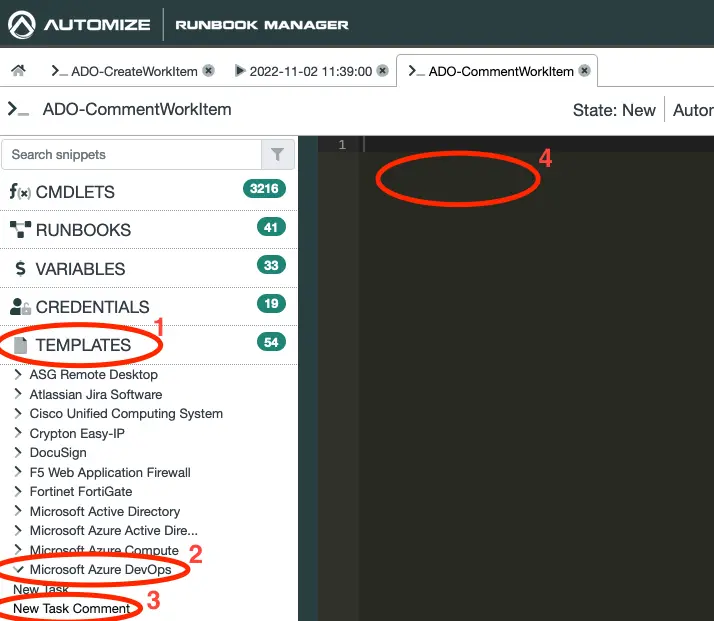 AUTOMIZE RUNBOOK MANAGER
>_ ADO-CreateWorkItem 2022-11-02 11:39:00 >_ ADO-CommentWorkItem
>_ ADO-CommentWorkItem State: New Autor
Search snippets
1
4
f(x) CMDLETS 3216
RUNBOOKS 41
$ VARIABLES 33
CREDENTIALS 19
1
TEMPLATES 54
ASG Remote Desktop
Atlassian Jira Software
Cisco Unified Computing System
Crypton Easy-IP
DocuSign
F5 Web Application Firewall
Fortinet FortiGate
Microsoft Active Directory
Microsoft Azure Active Dire...
Microsoft Azure Compute
2
Microsoft Azure DevOps
New Task
New Task Comment 3